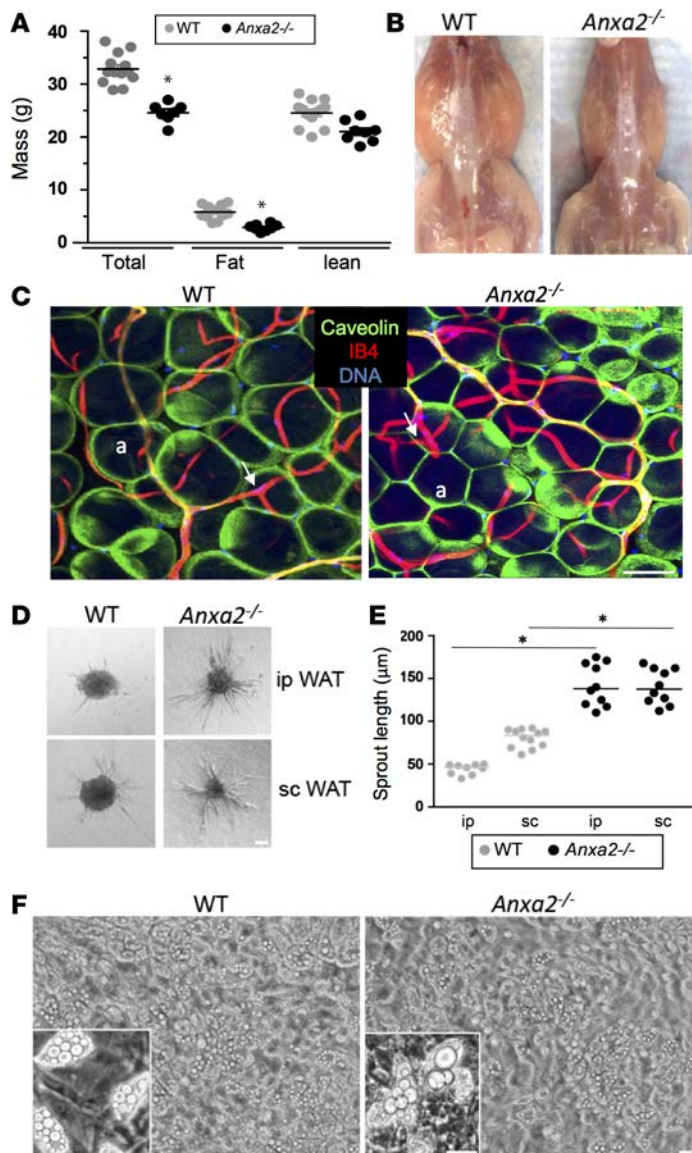 A
WT
Anxa2-/-
Mass (g)
40
30
20
10
0
*
*
Total
Fat
lean
B
WT
Anxa2-/-
C
WT
Anxa2-/-
Caveolin
IB4
DNA
a
a
D
WT
Anxa2-/-
ip WAT
sc WAT
E
Sprout length (μm)
200
150
100
50
0
*
*
ip
sc
ip
sc
WT
Anxa2-/-
F
WT
Anxa2-/-